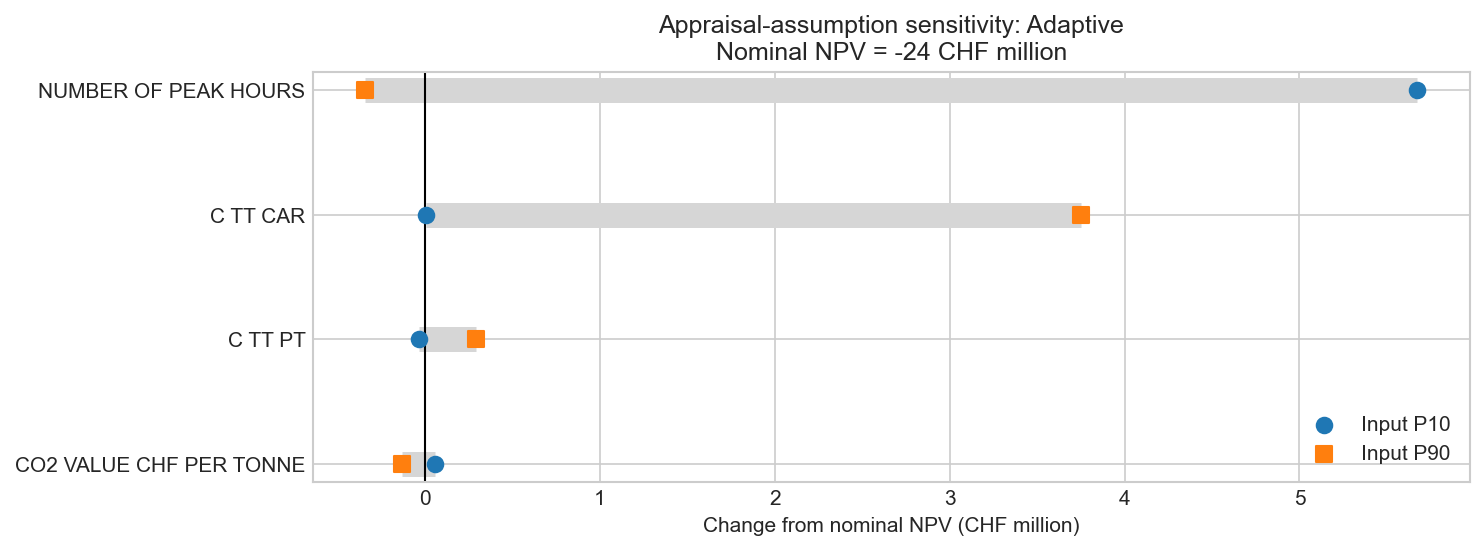 Appraisal-assumption sensitivity: Adaptive
Nominal NPV = -24 CHF million
NUMBER OF PEAK HOURS
C TT CAR
C TT PT
CO2 VALUE CHF PER TONNE
Input P10
Input P90
0 1 2 3 4 5
Change from nominal NPV (CHF million)